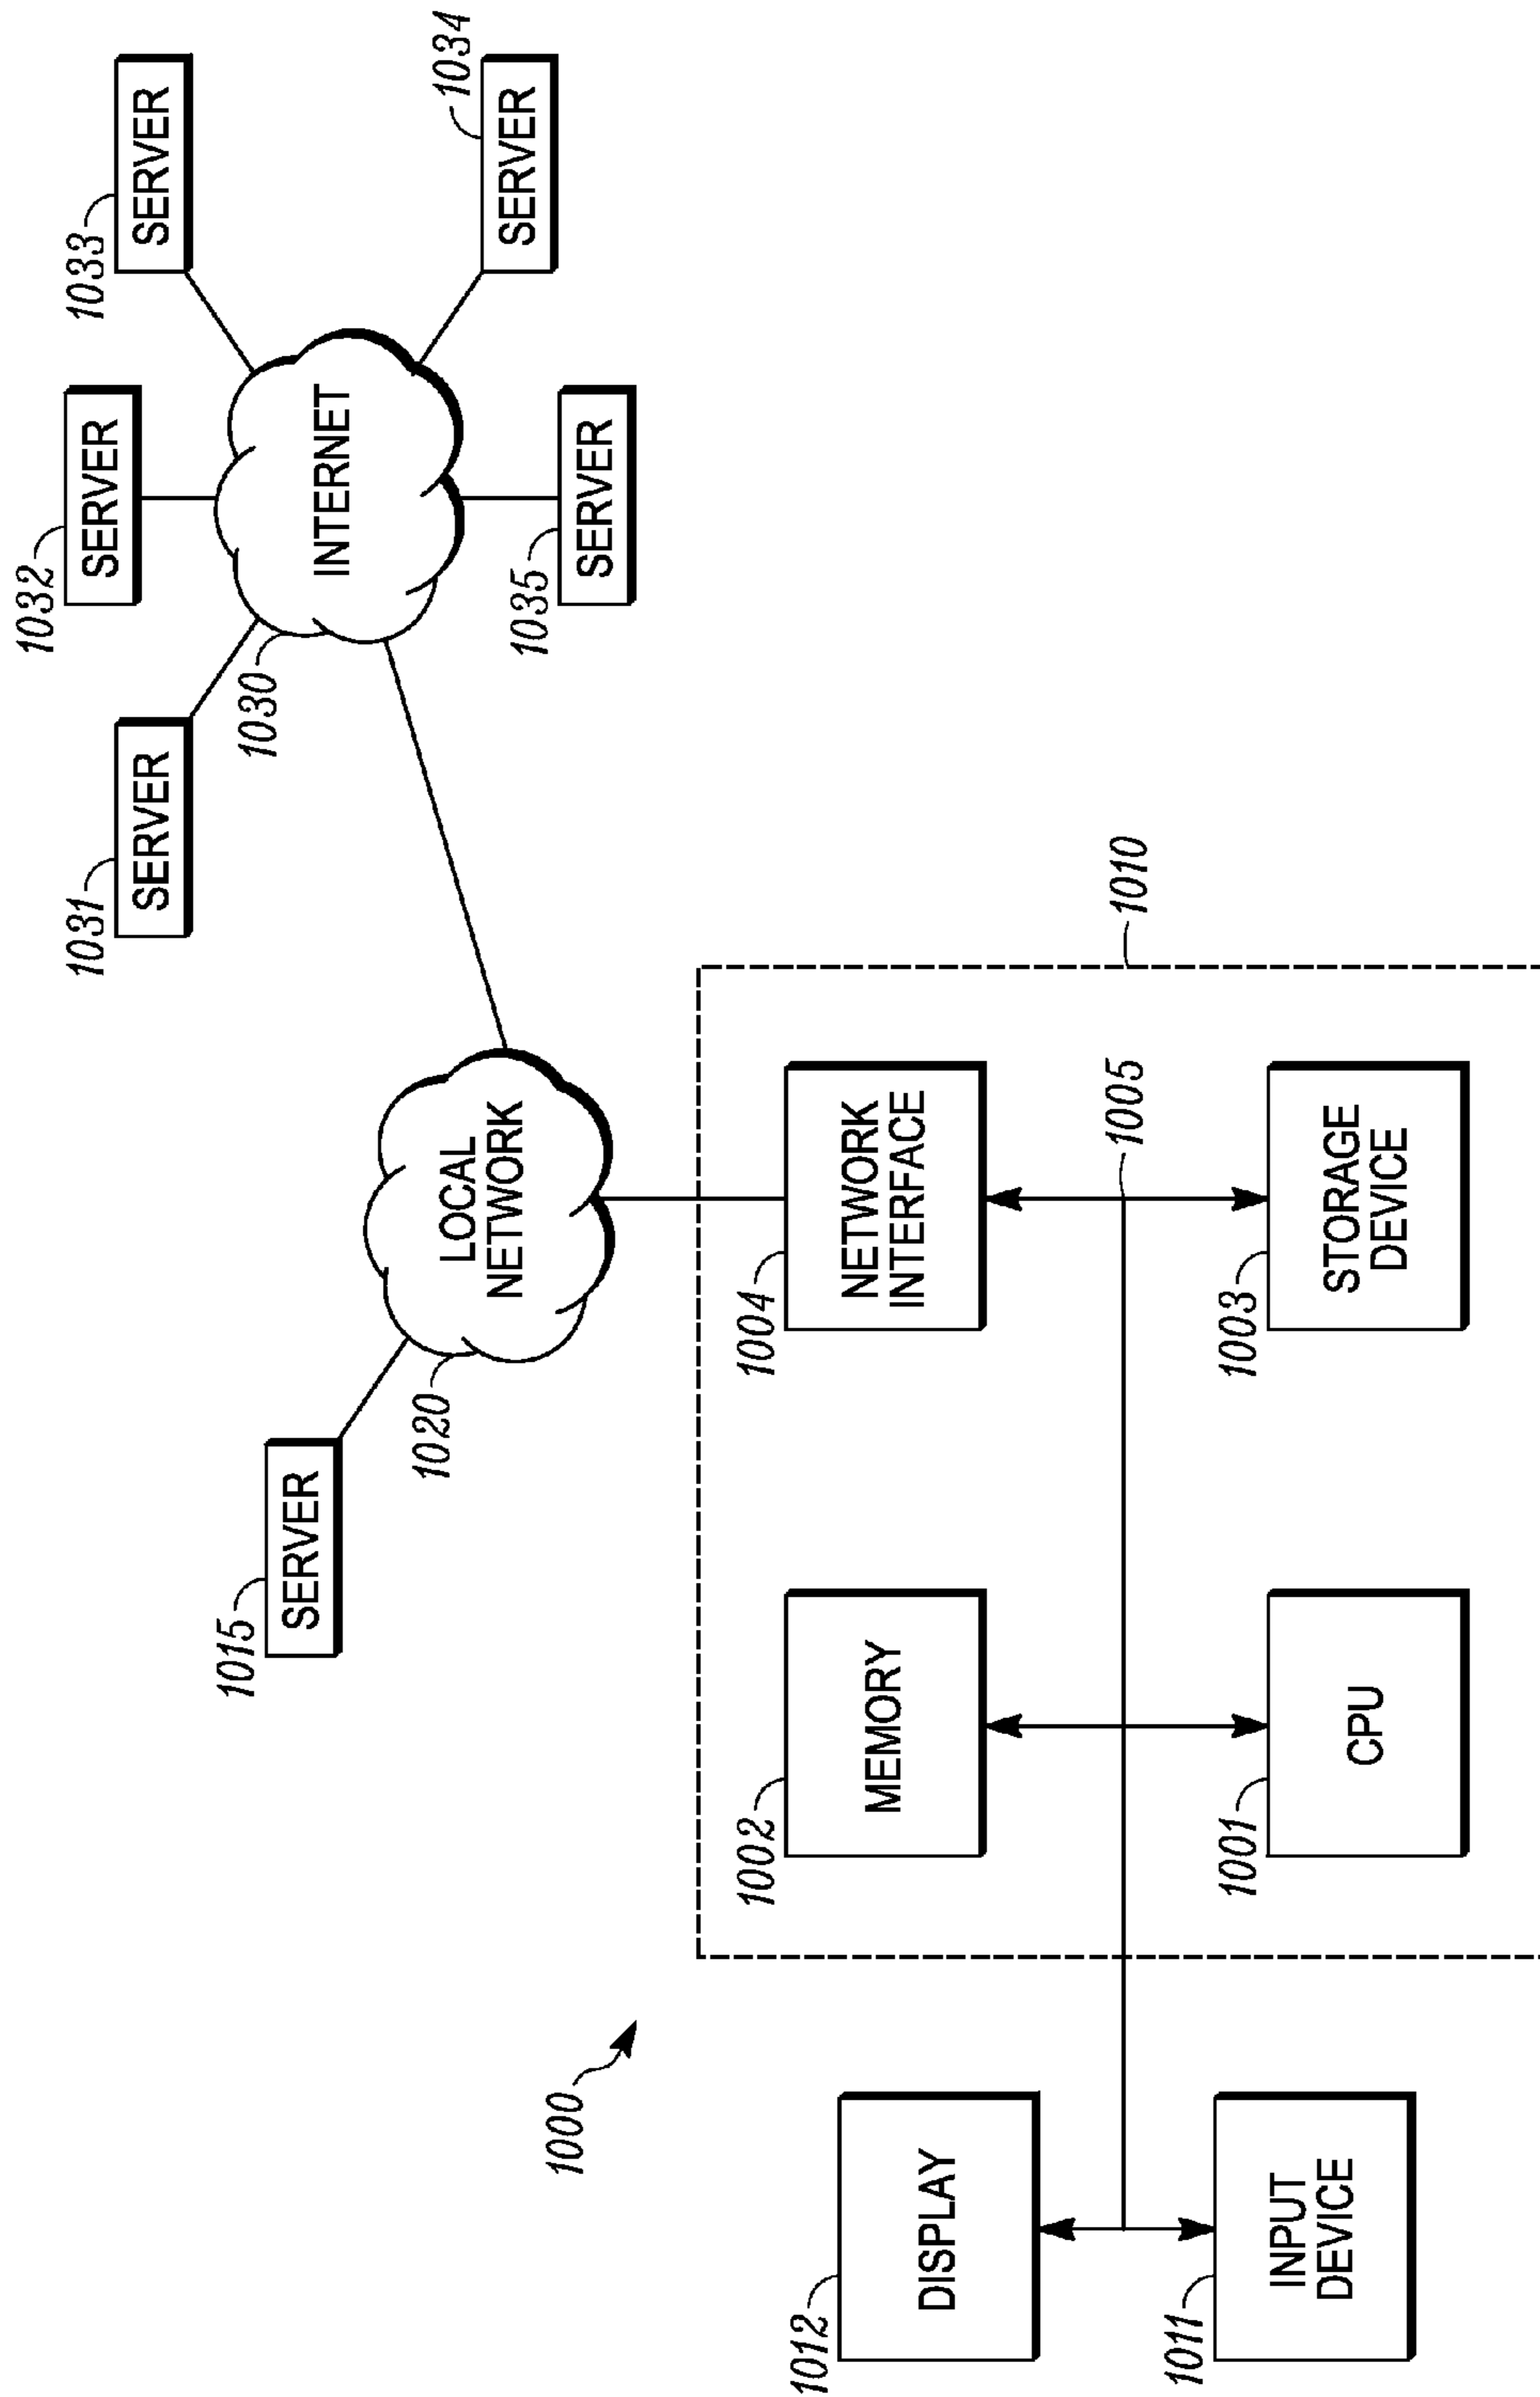 1033
SERVER
1034
SERVER
1032
SERVER
INTERNET
1035
SERVER
1031
SERVER
1030
LOCAL
NETWORK
1020
1015
SERVER
1010
1004
NETWORK
INTERFACE
1005
1003
STORAGE
DEVICE
1002
MEMORY
1001
CPU
1000
1012
DISPLAY
1011
INPUT
DEVICE